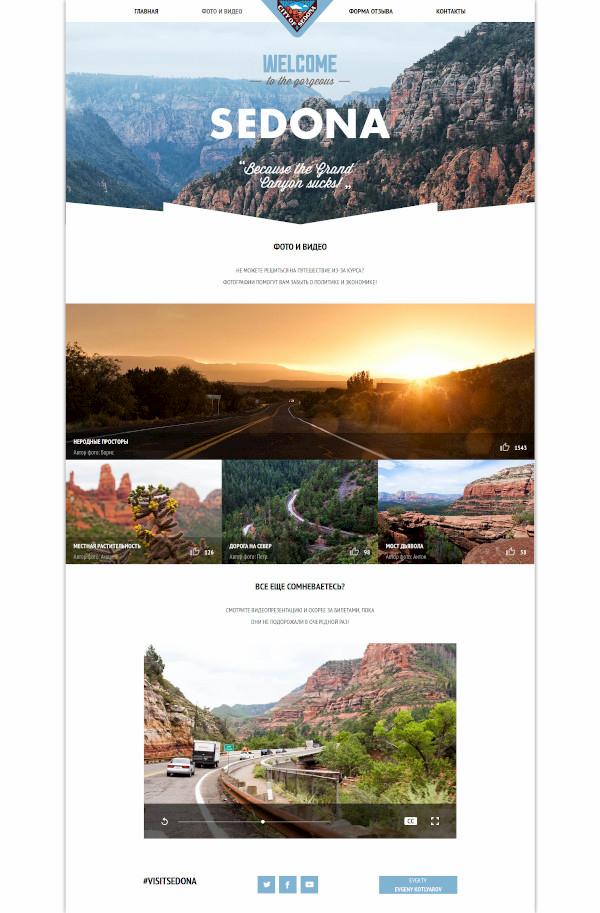 ГЛАВНАЯ
ФОТО И ВИДЕО
CITY OF SEDONA
ФОРМА ОТЗЫВА
КОНТАКТЫ
WELCOME
to the gorgeous
SEDONA
“Because the Grand
Canyon sucks!”
ФОТО И ВИДЕО
НЕ МОЖЕТЕ РЕШИТЬСЯ НА ПУТЕШЕСТВИЕ ИЗ-ЗА КУРСА?
ФОТОГРАФИИ ПОМОГУТ ВАМ ЗАБЫТЬ О ПОЛИТИКЕ И ЭКОНОМИКЕ!
НЕРОДНЫЕ ПРОСТОРЫ
Автор фото: Борис
1543
МЕСТНАЯ РАСТИТЕЛЬНОСТЬ
Автор фото:
126
ДОРОГА НА СЕВЕР
Автор фото: Петр
98
МОСТ ДЬЯВОЛА
Автор фото: Антон
58
ВСЕ ЕЩЕ СОМНЕВАЕТЕСЬ?
СМОТРИТЕ ВИДЕОПРЕЗЕНТАЦИЮ И СКОРЕЕ ЗА БИЛЕТАМИ, ПОКА
ОНИ НЕ ПОДОРОЖАЛИ В ОЧЕРЕДНОЙ РАЗ!
CC
#VISITSEDONA
EVGKTV
EVGENY KOTLYAROV